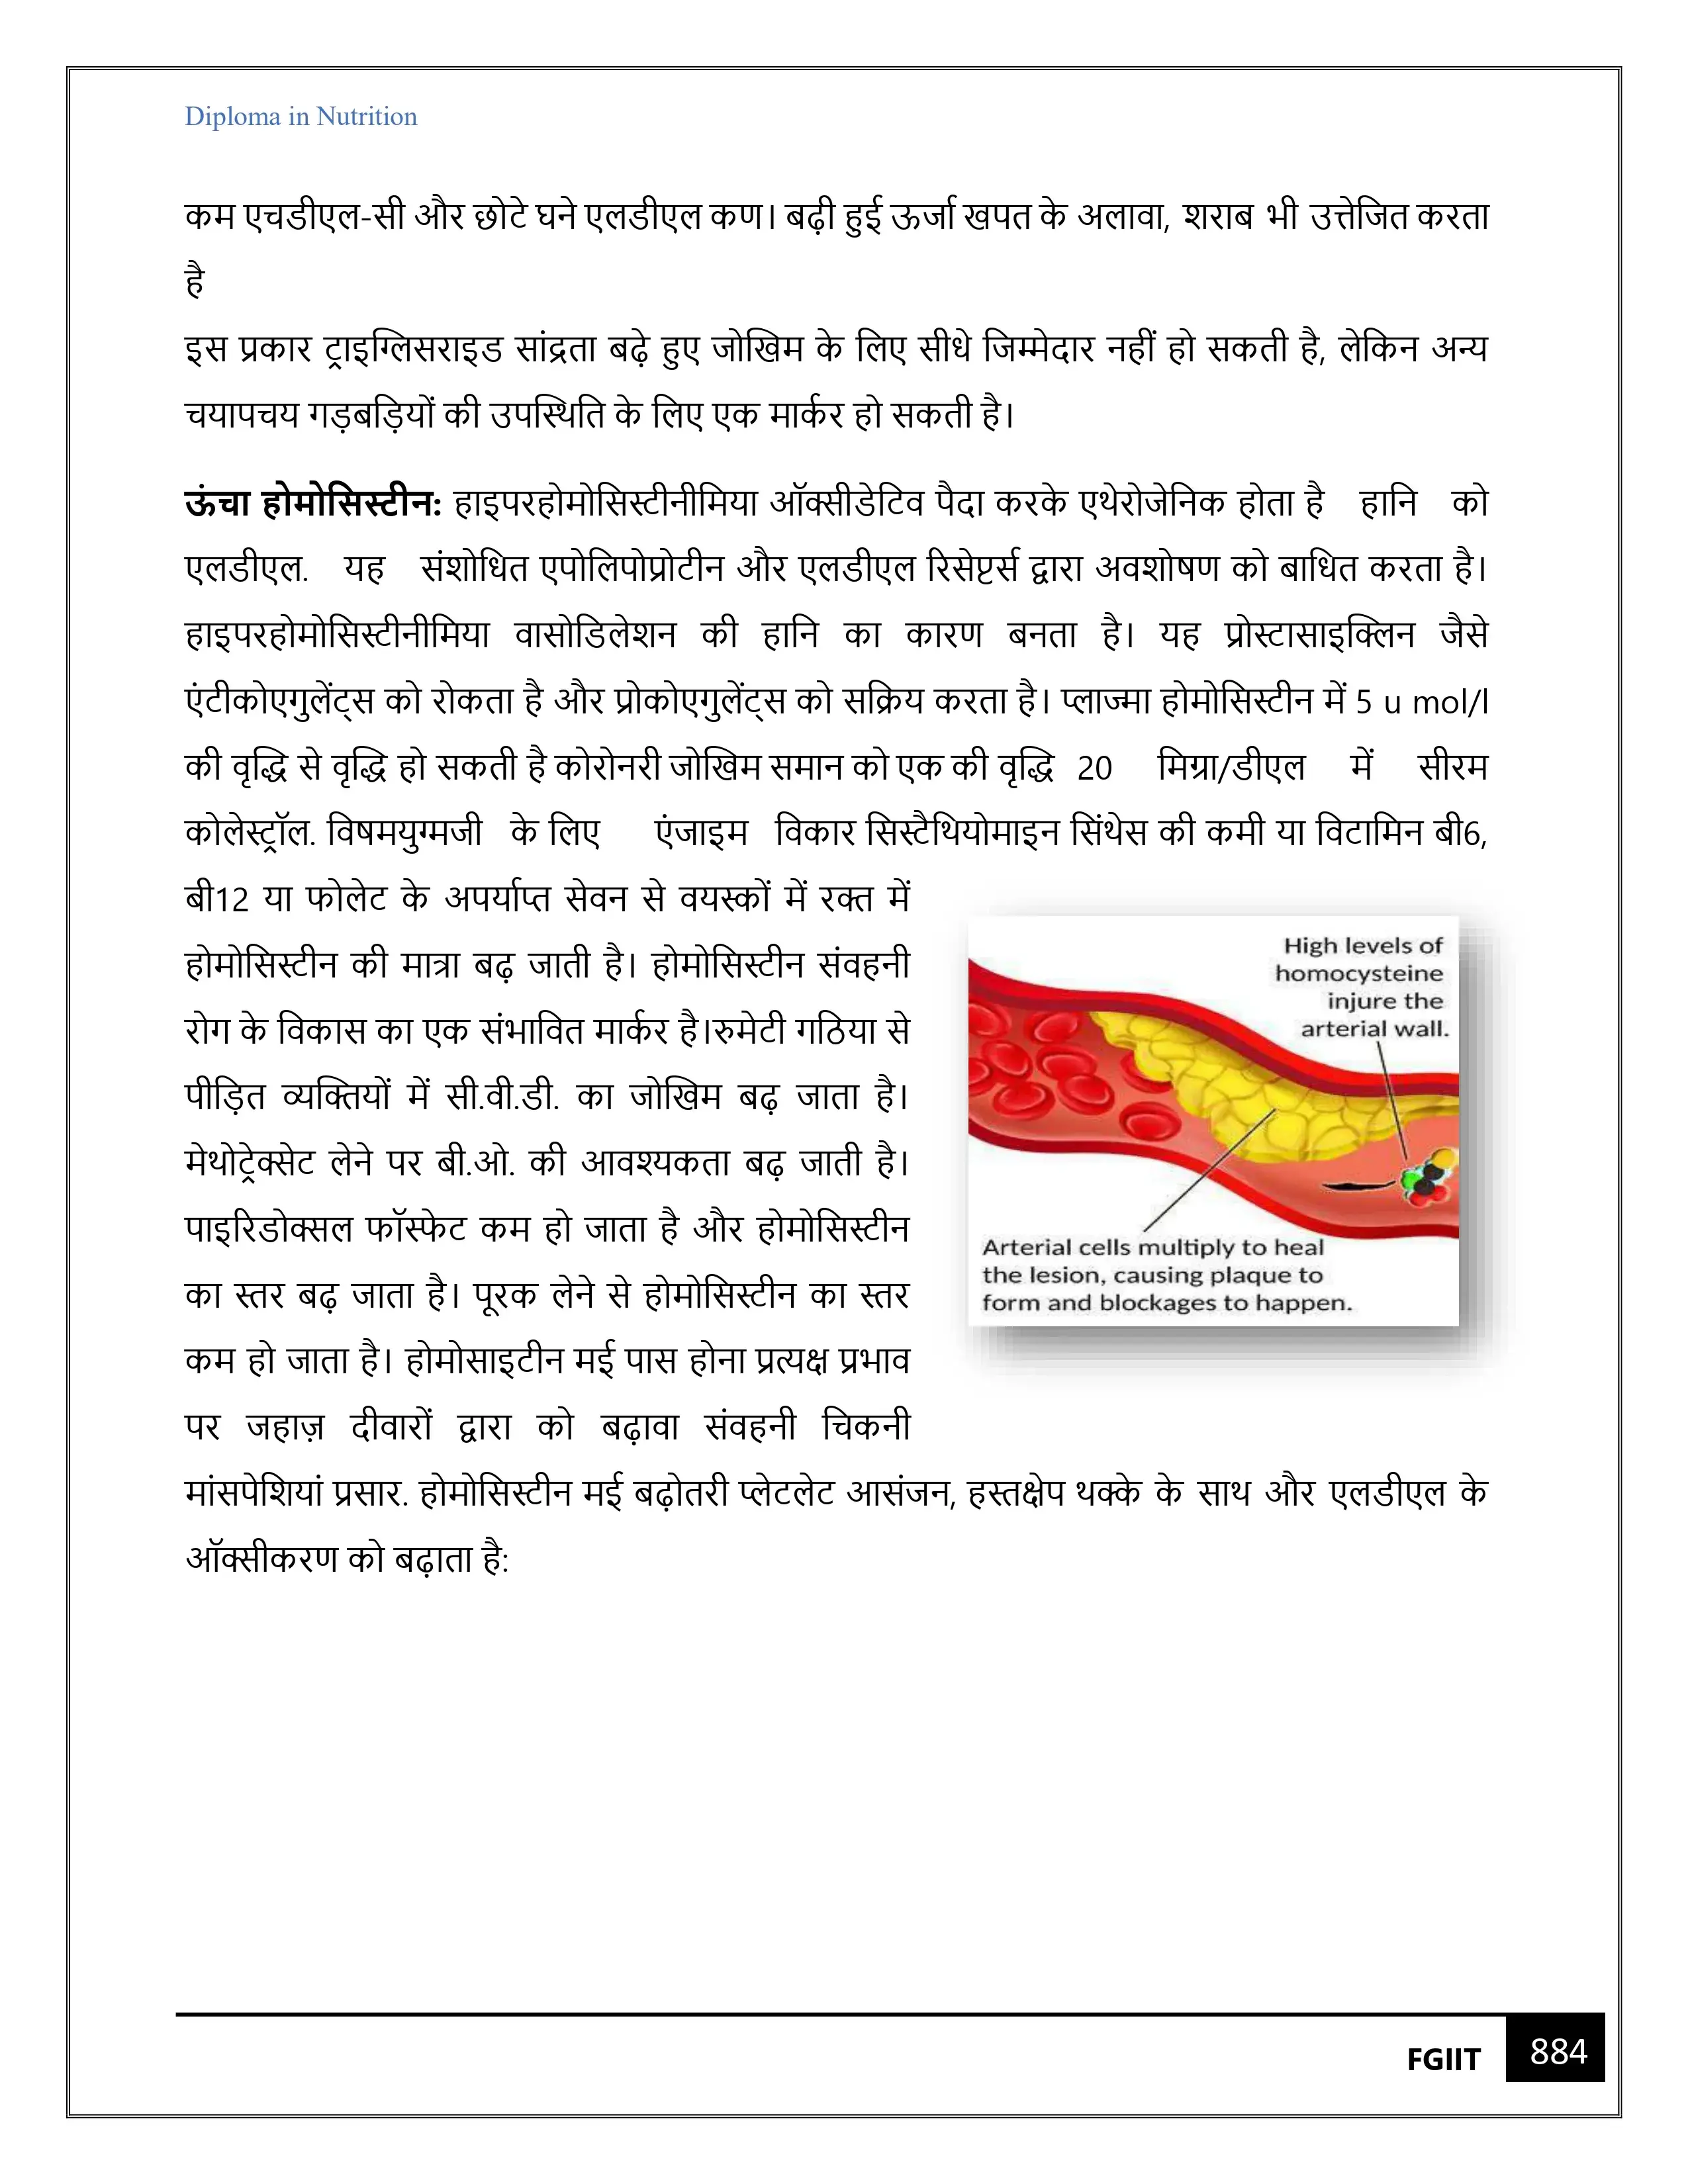 Diploma in Nutrition
कम एचडीएल-सी और छोटे घने एलडीएल कण। बढ़ी हुई ऊर्जा खपत के अलावा, शराब भी उत्तेजित करता
है
इस प्रकार ट्राइग्लिसराइड सांद्रता बढ़े हुए जोखिम के लिए सीधे जिम्मेदार नहीं हो सकती है, लेकिन अन्य
चयापचय गड़बड़ियों की उपस्थिति के लिए एक मार्कर हो सकती है।
ऊंचा होमोसिस्टीन: हाइपरहोमोसिस्टीनीमिया ऑक्सीडेटिव पैदा करके एथेरोजेनिक होता है हानि को
एलडीएल. यह संशोधित एपोलिपोप्रोटीन और एलडीएल रिसेप्टर्स द्वारा अवशोषण को बाधित करता है।
हाइपरहोमोसिस्टीनीमिया वासोडिलेशन की हानि का कारण बनता है। यह प्रोस्टासाइक्लिन जैसे
एंटीकोएगुलेंट्स को रोकता है और प्रोकोएगुलेंट्स को सक्रिय करता है। प्लाज्मा होमोसिस्टीन में 5 u mol/l
की वृद्धि से वृद्धि हो सकती है कोरोनरी जोखिम समान को एक की वृद्धि 20 मिग्रा/डीएल में सीरम
कोलेस्ट्रॉल. विषमयुग्मजी के लिए एंजाइम विकार सिस्टैथियोमाइन सिंथेस की कमी या विटामिन बी6,
बी12 या फोलेट के अपर्याप्त सेवन से वयस्कों में रक्त में
होमोसिस्टीन की मात्रा बढ़ जाती है। होमोसिस्टीन संवहनी
रोग के विकास का एक संभावित मार्कर है।रुमेटी गठिया से
पीड़ित व्यक्तियों में सी.वी.डी. का जोखिम बढ़ जाता है।
मेथोट्रेक्सेट लेने पर बी.ओ. की आवश्यकता बढ़ जाती है।
पाइरिडोक्सल फॉस्फेट कम हो जाता है और होमोसिस्टीन
का स्तर बढ़ जाता है। पूरक लेने से होमोसिस्टीन का स्तर
कम हो जाता है। होमोसाइटीन मई पास होना प्रत्यक्ष प्रभाव
पर जहाज़ दीवारों द्वारा को बढ़ावा संवहनी चिकनी
मांसपेशियां प्रसार. होमोसिस्टीन मई बढ़ोतरी प्लेटलेट आसंजन, हस्तक्षेप थक्के के साथ और एलडीएल के
ऑक्सीकरण को बढ़ाता है:
High levels of
homocysteine
injure the
arterial wall.
Arterial cells multiply to heal
the lesion, causing plaque to
form and blockages to happen.
FGIIT 884